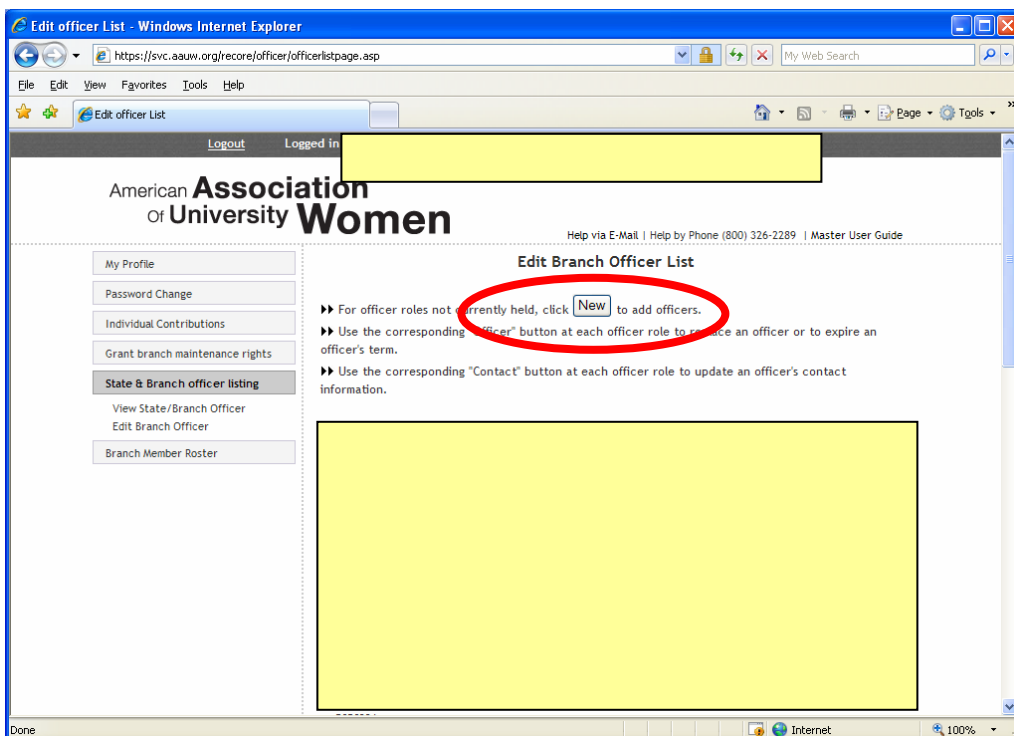 Edit officer List - Windows Internet Explorer
https://svc.aauw.org/recore/officer/officerlistpage.asp
My Web Search
File Edit View Favorites Tools Help
Edit officer List
Page
Tools
Logout Logged in
American Association
Of University Women
Help via E-Mail | Help by Phone (800) 326-2289 | Master User Guide
My Profile
Password Change
Individual Contributions
Grant branch maintenance rights
State & Branch officer listing
View State/Branch Officer
Edit Branch Officer
Branch Member Roster
Edit Branch Officer List
For officer roles not currently held, click New to add officers.
Use the corresponding "Officer" button at each officer role to replace an officer or to expire an
officer's term.
Use the corresponding "Contact" button at each officer role to update an officer's contact
information.
Done
Internet
100%